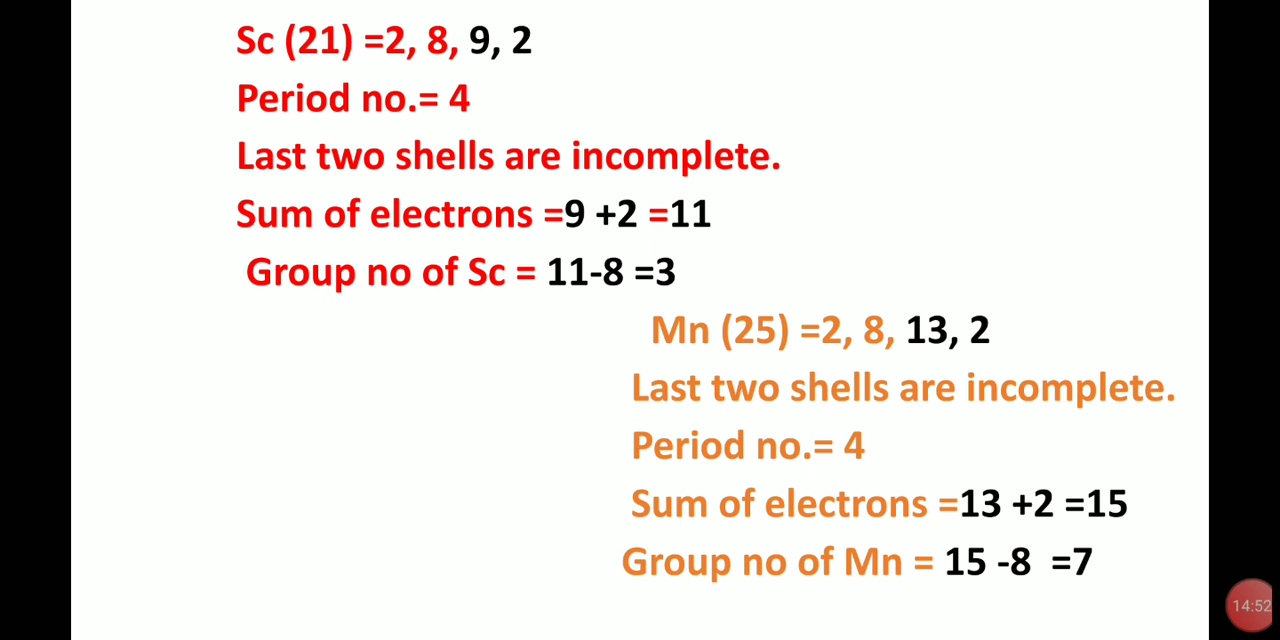 Sc (21) =2, 8, 9, 2
Period no.= 4
Last two shells are incomplete.
Sum of electrons =9 +2 =11
Group no of Sc = 11-8 =3
Mn (25) =2, 8, 13, 2
Last two shells are incomplete.
Period no.= 4
Sum of electrons =13 +2 =15
Group no of Mn = 15 -8 =7
14:52